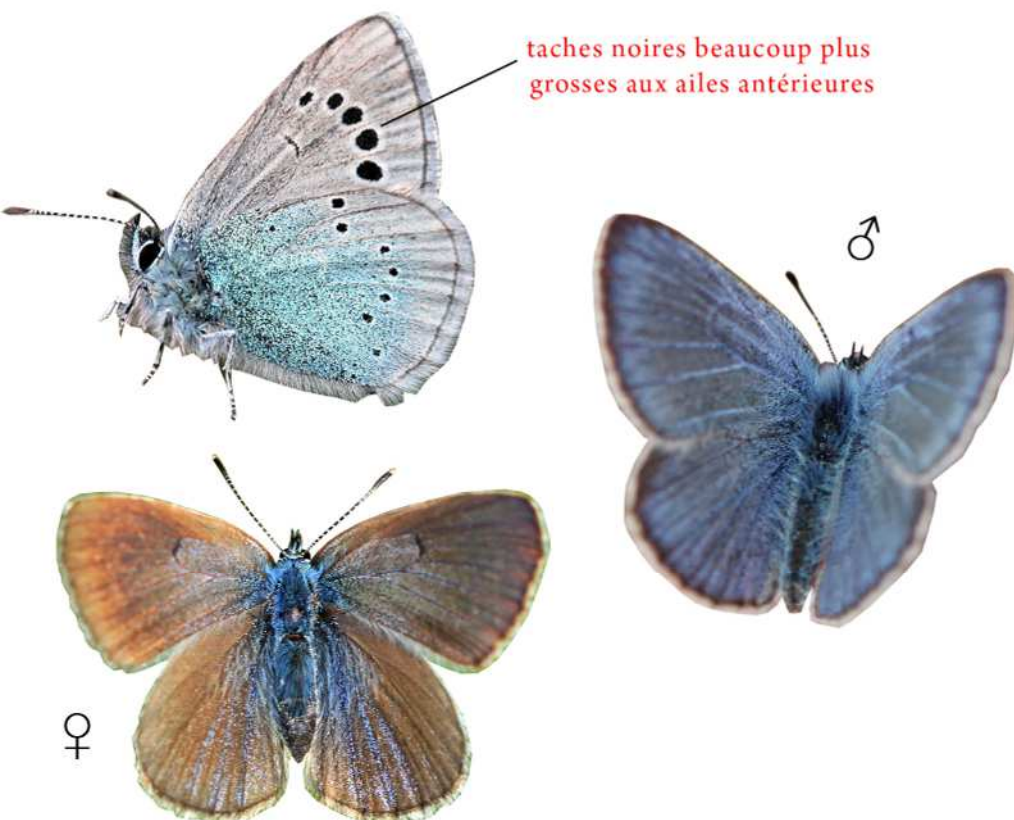 taches noires beaucoup plus
grosses aux ailes antérieures
♂
♀